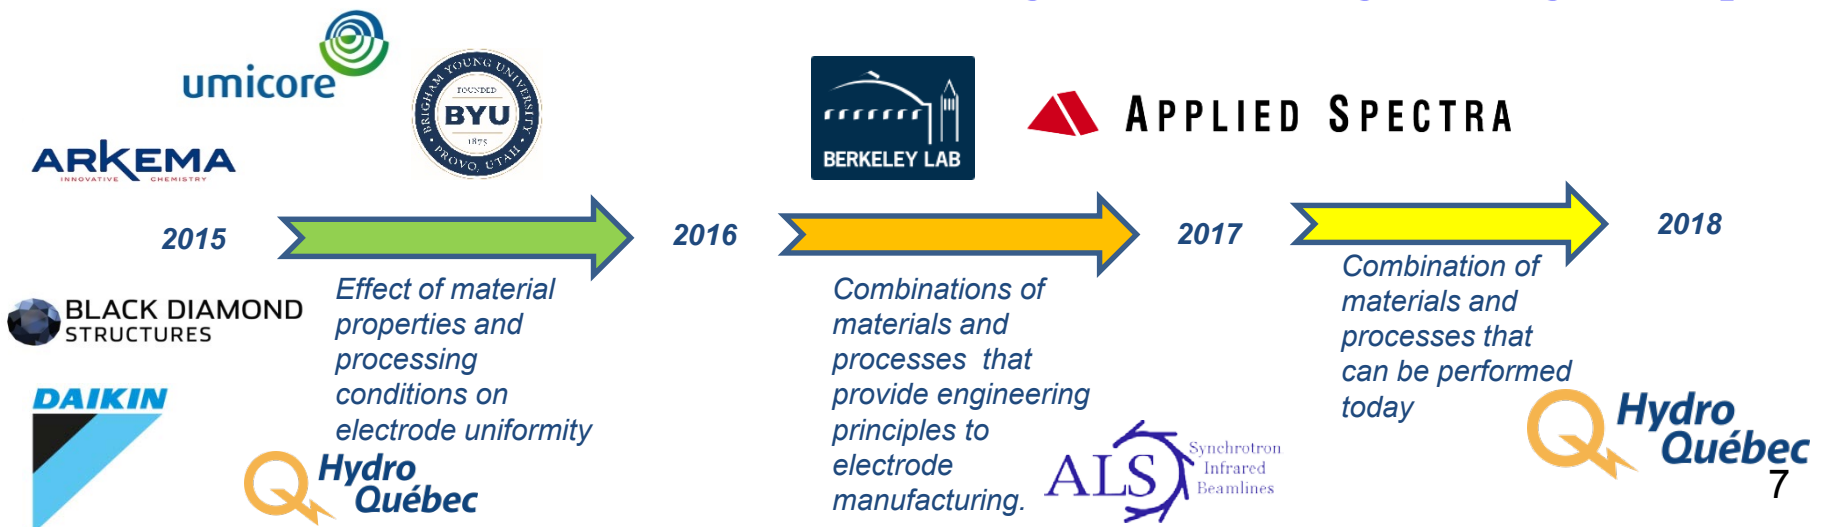 umicore
BRIGHAM YOUNG UNIVERSITY
FOUNDED
BYU
1875
PROVO, UTAH
BERKELEY LAB
APPLIED SPECTRA
ARKEMA
INNOVATIVE CHEMISTRY
2015
2016
2017
2018
BLACK DIAMOND
STRUCTURES
DAIKIN
Effect of material
properties and
processing
conditions on
electrode uniformity
Hydro
Québec
Combinations of
materials and
processes that
provide engineering
principles to
electrode
manufacturing.
ALS
Synchrotron
Infrared
Beamlines
Combination of
materials and
processes that
can be performed
today
Hydro
Québec
7